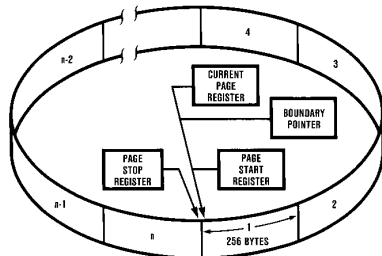 4
n-2
3
CURRENT
PAGE
REGISTER
BOUNDARY
POINTER
PAGE
STOP
REGISTER
PAGE
START
REGISTER
n-1
2
n
1
256 BYTES